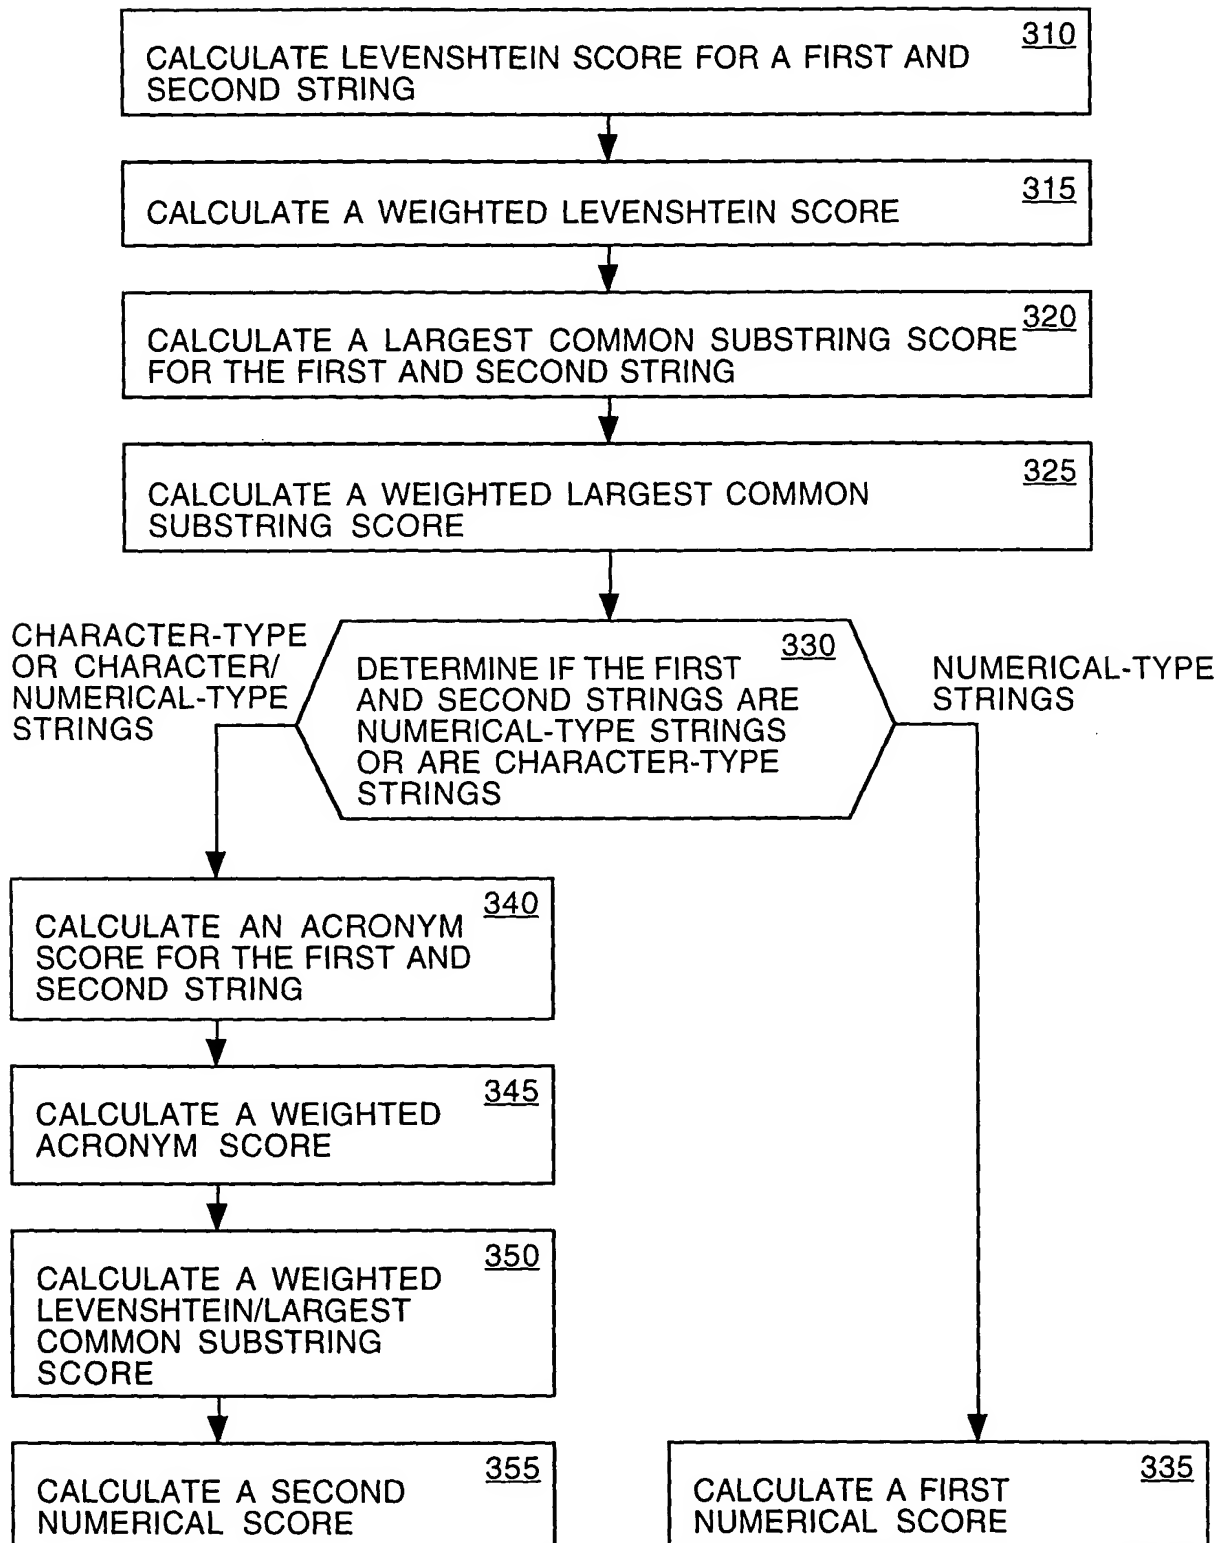 310
CALCULATE LEVENSHTEIN SCORE FOR A FIRST AND
SECOND STRING
315
CALCULATE A WEIGHTED LEVENSHTEIN SCORE
320
CALCULATE A LARGEST COMMON SUBSTRING SCORE
FOR THE FIRST AND SECOND STRING
325
CALCULATE A WEIGHTED LARGEST COMMON
SUBSTRING SCORE
CHARACTER-TYPE
OR CHARACTER/
NUMERICAL-TYPE
STRINGS
330
DETERMINE IF THE FIRST
AND SECOND STRINGS ARE
NUMERICAL-TYPE STRINGS
OR ARE CHARACTER-TYPE
STRINGS
NUMERICAL-TYPE
STRINGS
340
CALCULATE AN ACRONYM
SCORE FOR THE FIRST AND
SECOND STRING
345
CALCULATE A WEIGHTED
ACRONYM SCORE
350
CALCULATE A WEIGHTED
LEVENSHTEIN/LARGEST
COMMON SUBSTRING
SCORE
355
CALCULATE A SECOND
NUMERICAL SCORE
335
CALCULATE A FIRST
NUMERICAL SCORE